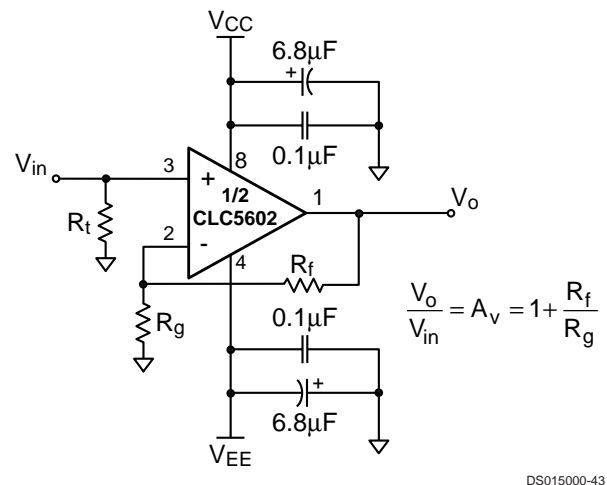 VCC
6.8µF
+
0.1µF
Vin
3
8
+
1/2
CLC5602
1
Vo
Rt
2
-
4
Rf
Rg
0.1µF
+
6.8µF
VEE
Vo/Vin = Av = 1+ Rf/Rg
DS015000-43